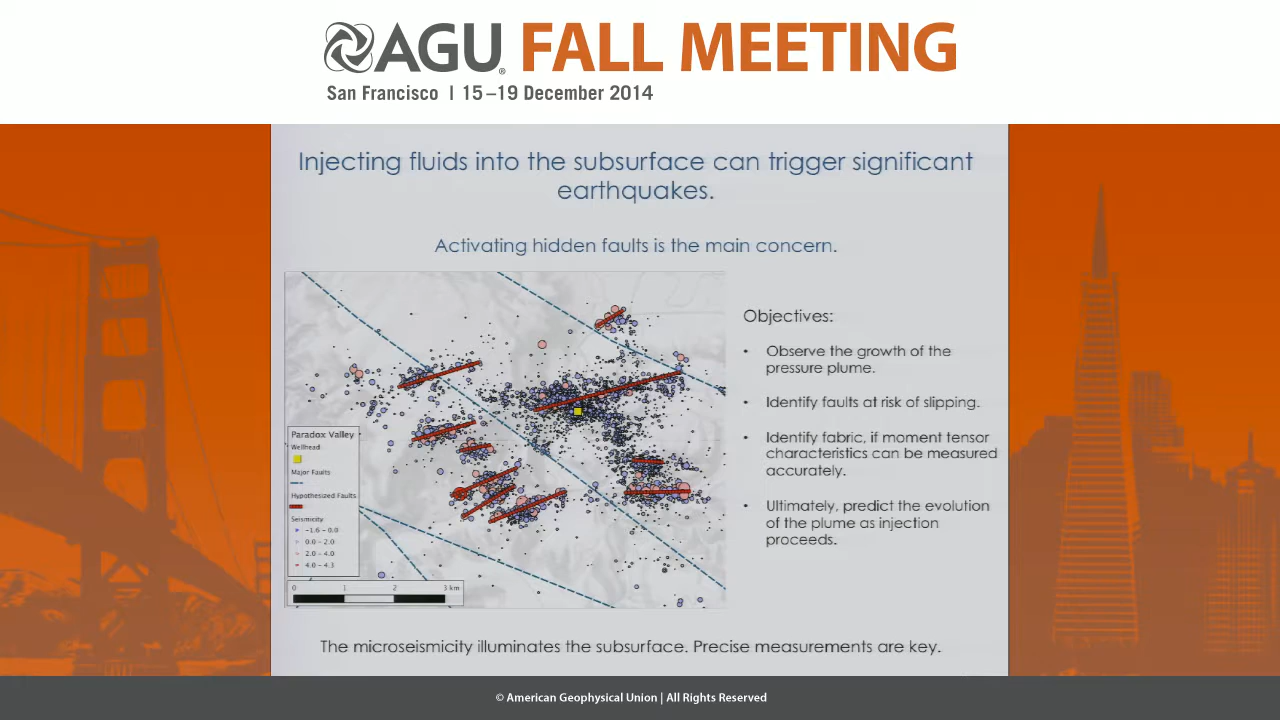 AGU® FALL MEETING
San Francisco | 15–19 December 2014
Injecting fluids into the subsurface can trigger significant
earthquakes.
Activating hidden faults is the main concern.
Paradox Valley
Wellhead
Major Faults
Hypothesized Faults
Seismicity
-1.6 - 0.0
0.0 - 2.0
2.0 - 4.0
4.0 - 4.3
0 1 2 3 km
Objectives:
• Observe the growth of the
pressure plume.
• Identify faults at risk of slipping.
• Identify fabric, if moment tensor
characteristics can be measured
accurately.
• Ultimately, predict the evolution
of the plume as injection
proceeds.
The microseismicity illuminates the subsurface. Precise measurements are key.
© American Geophysical Union | All Rights Reserved